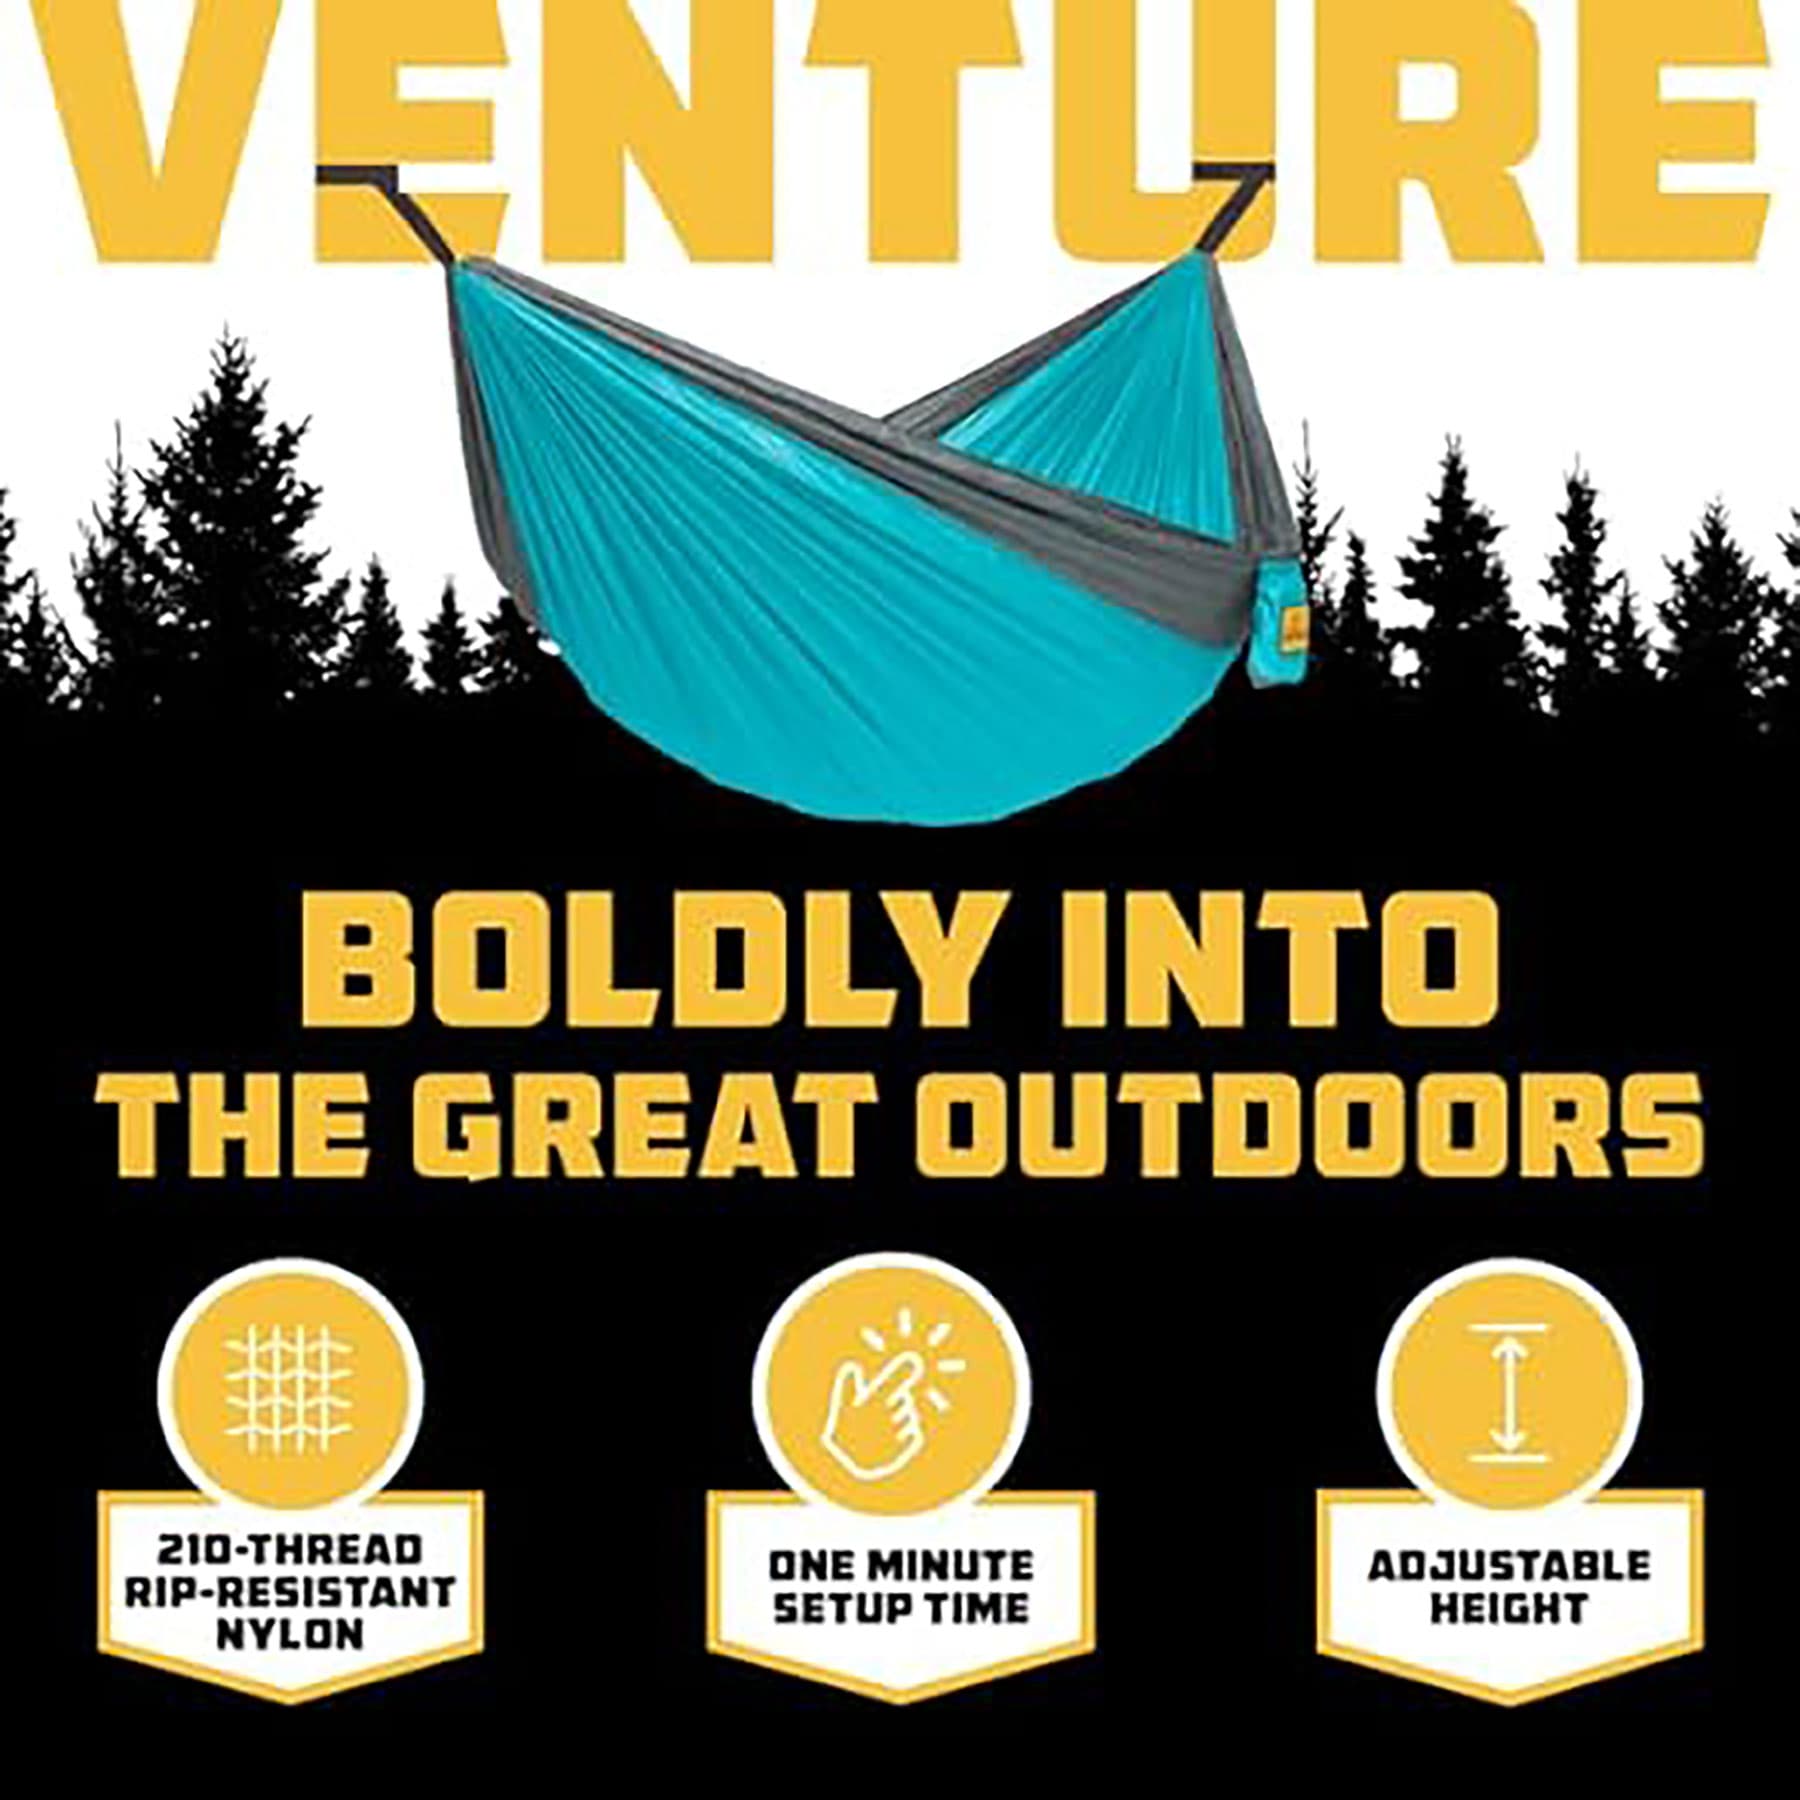 VENTURE
BOLDLY INTO
THE GREAT OUTDOORS
210-THREAD
RIP-RESISTANT
NYLON
ONE MINUTE
SETUP TIME
ADJUSTABLE
HEIGHT